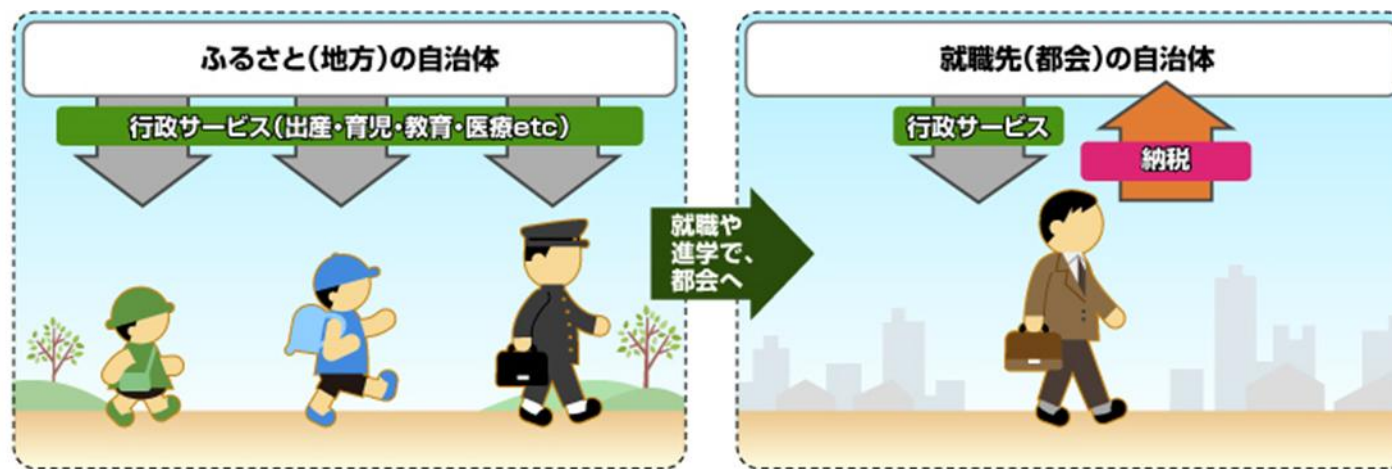 ふるさと(地方)の自治体
行政サービス(出産・育児・教育・医療etc)
就職や
進学で、
都会へ
就職先(都会)の自治体
行政サービス
納税